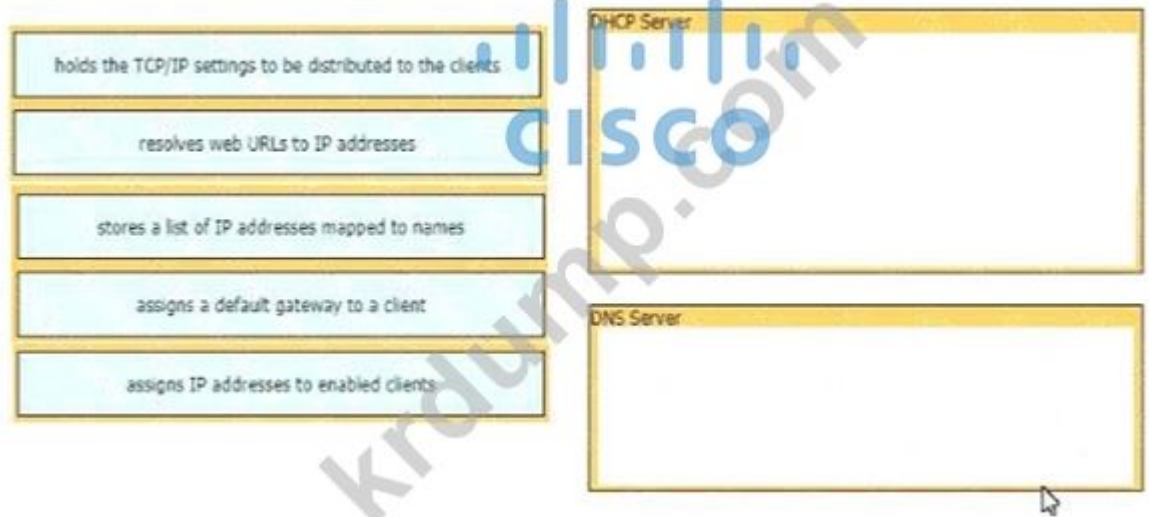 holds the TCP/IP settings to be distributed to the clients
resolves web URLs to IP addresses
stores a list of IP addresses mapped to names
assigns a default gateway to a client
assigns IP addresses to enabled clients
DHCP Server
CISCO
DNS Server
krdump.com